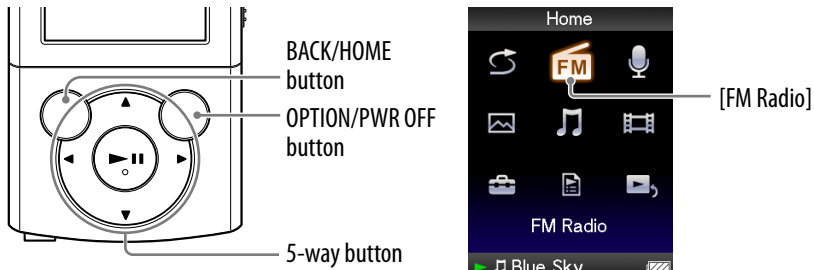 BACK/HOME
button
OPTION/PWR OFF
button
5-way button
Home
FM
[FM Radio]
FM Radio
Blue Sky